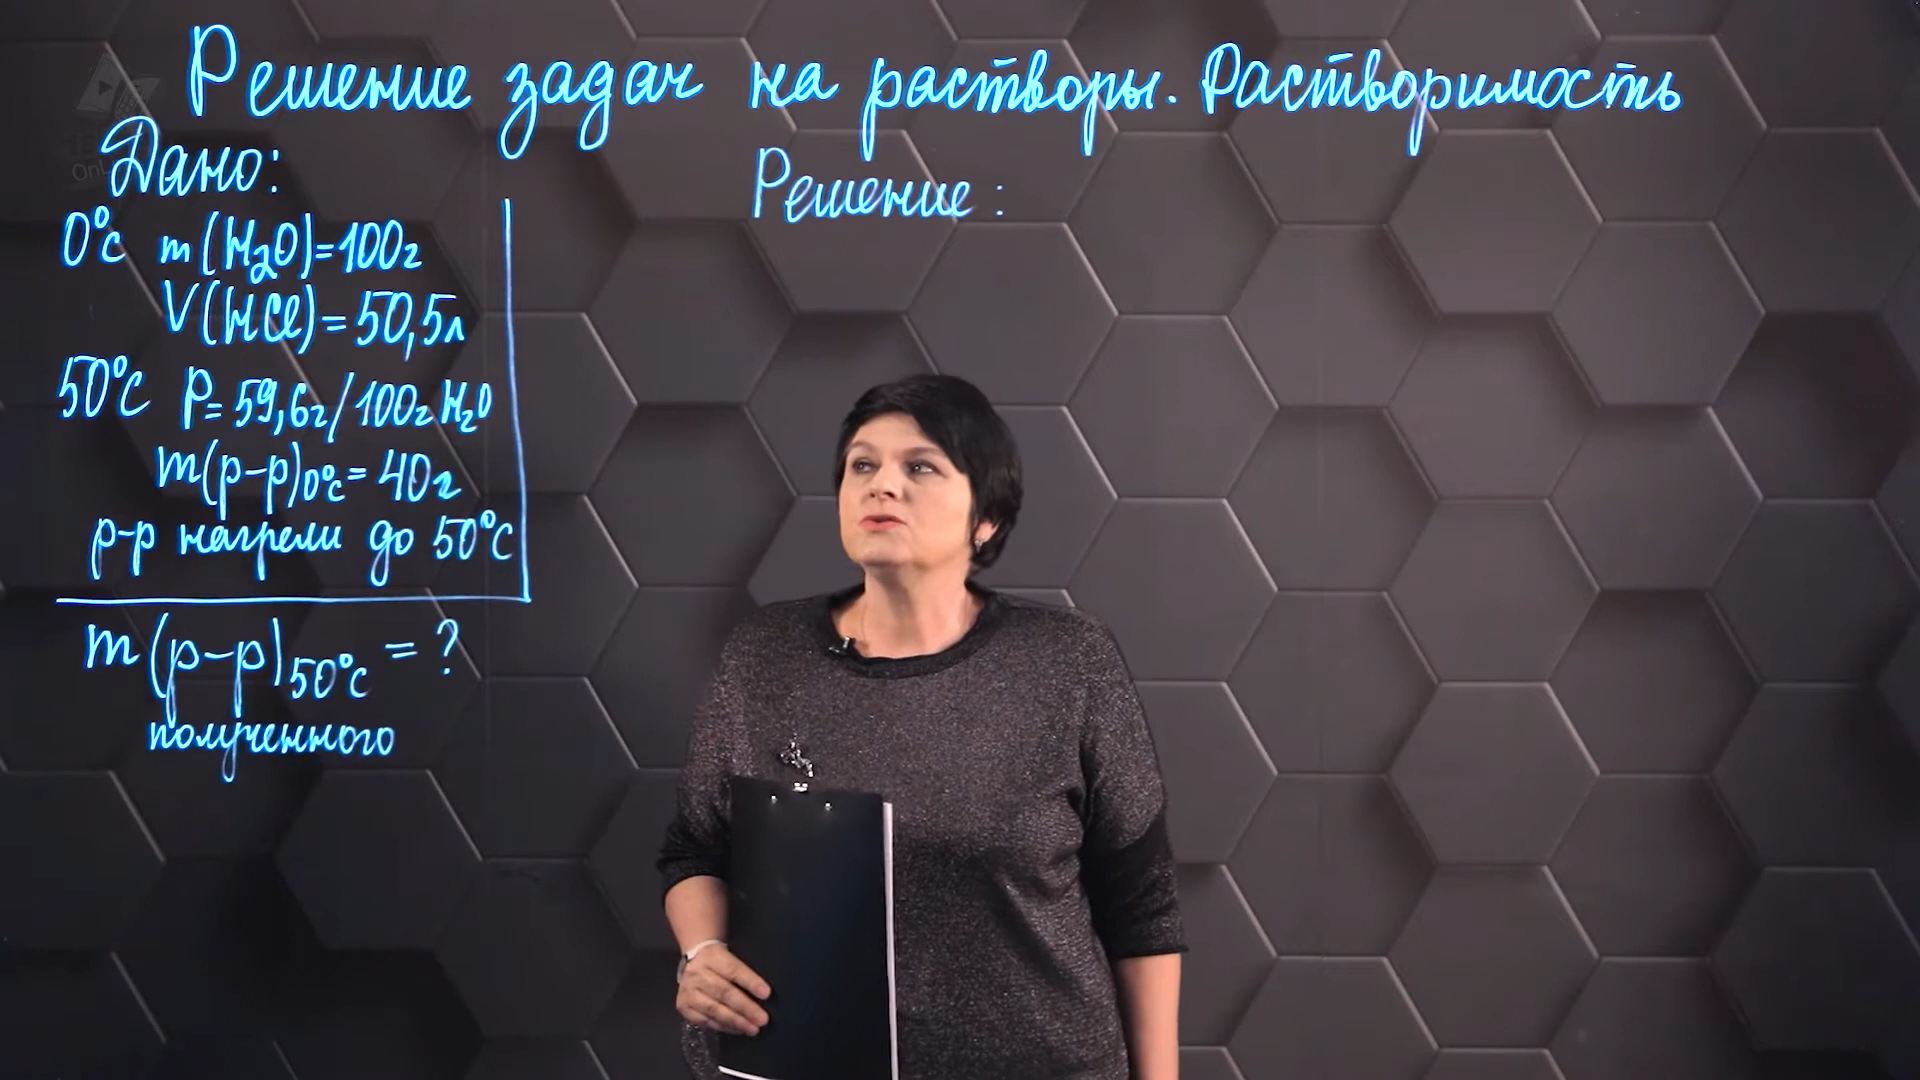 Решение задач на растворы. Растворимость
Дано:
Решение:
0°C m(H₂O)=100г
V(HCl)=50,5л
50°C P=59,6г/100г H₂O
m(р-р)₀°C=40г
р-р нагрели до 50°C
m(р-р)₅₀°C=?
полученного